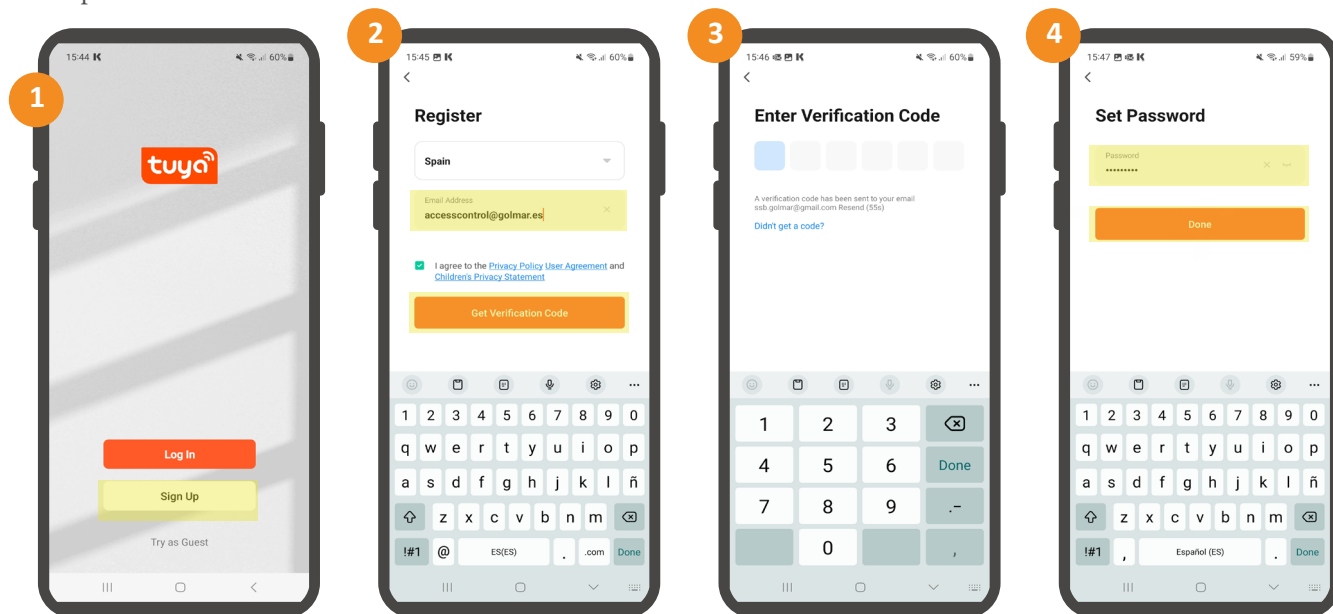 1
15:44 K
60%
tuya
Log In
Sign Up
Try as Guest
2
15:45 K
60%
Register
Spain
Email Address
accesscontrol@golmar.es
I agree to the Privacy Policy User Agreement and
Children's Privacy Statement
Get Verification Code
1 2 3 4 5 6 7 8 9 0
q w e r t y u i o p
a s d f g h j k l ñ
z x c v b n m
!#1 @ ES(ES) . .com Done
3
15:46 K
60%
Enter Verification Code
A verification code has been sent to your email
ssb.golmar@gmail.com Resend (55s)
Didn't get a code?
1 2 3
4 5 6 Done
7 8 9 .-
0 ,
4
15:47 K
59%
Set Password
Password
•••••••••
Done
1 2 3 4 5 6 7 8 9 0
q w e r t y u i o p
a s d f g h j k l ñ
z x c v b n m
!#1 , Español (ES) . Done